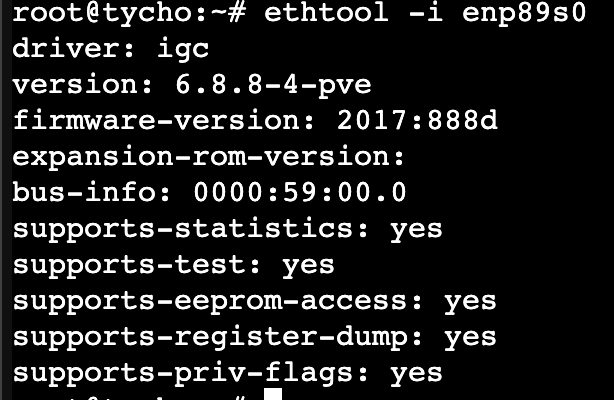 root@tycho:~# ethtool -i enp89s0
driver: igc
version: 6.8.8-4-pve
firmware-version: 2017:888d
expansion-rom-version:
bus-info: 0000:59:00.0
supports-statistics: yes
supports-test: yes
supports-eeprom-access: yes
supports-register-dump: yes
supports-priv-flags: yes